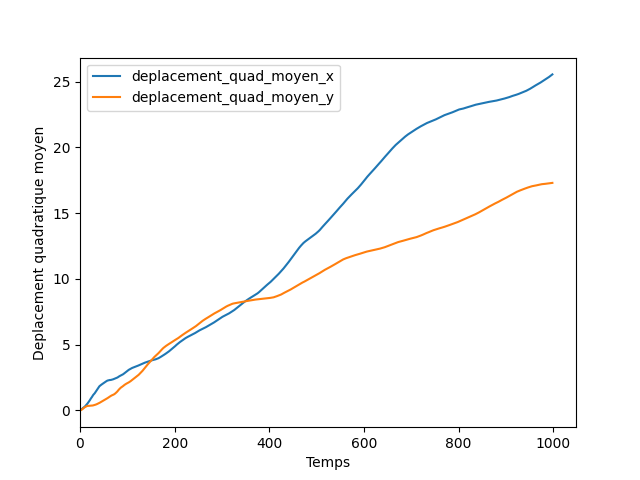 deplacement_quad_moyen_x
deplacement_quad_moyen_y
Deplacement quadratique moyen
25
20
15
10
5
0
0 200 400 600 800 1000
Temps